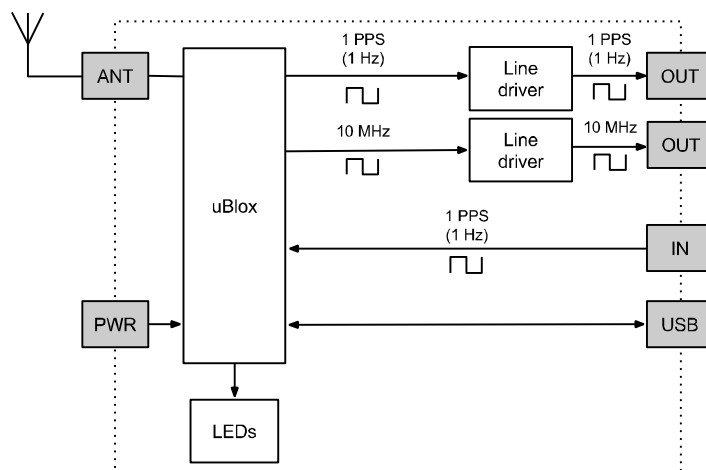 1 PPS
(1 Hz)
1 PPS
(1 Hz)
ANT
Line
driver
OUT
10 MHz
Line
driver
10 MHz
OUT
uBlox
1 PPS
(1 Hz)
IN
PWR
USB
LEDs